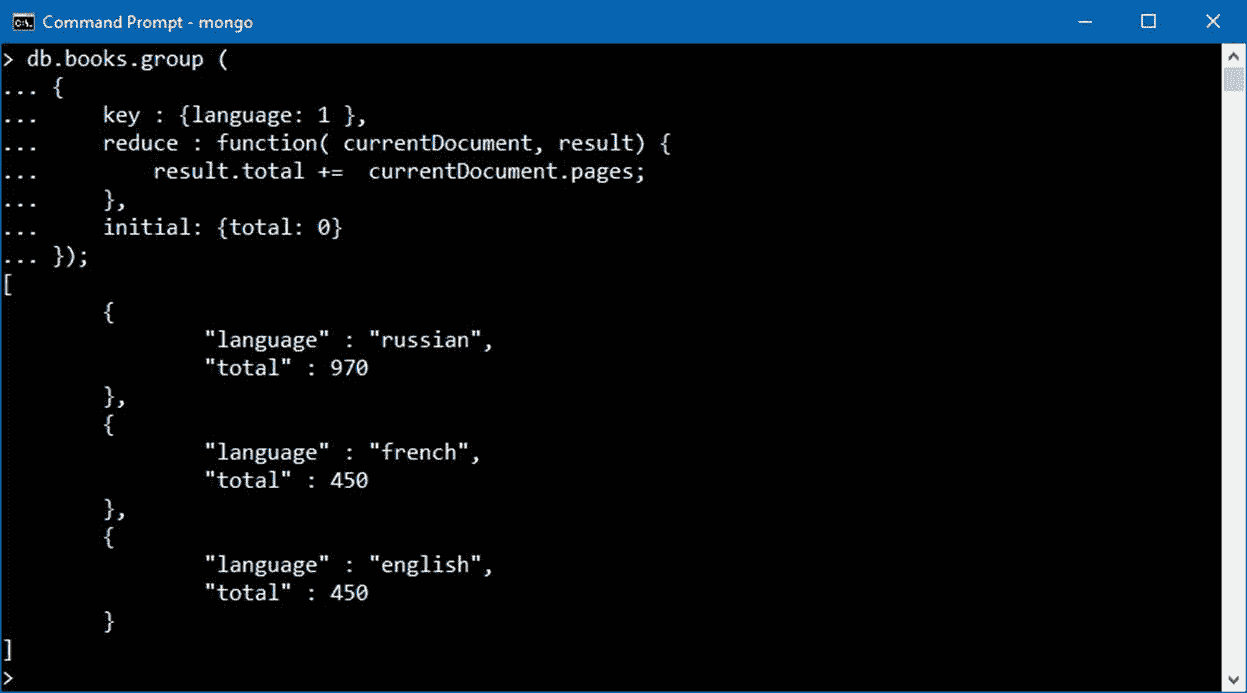 Command Prompt - mongo
> db.books.group (
... {
...     key : {language: 1 },
...     reduce : function( currentDocument, result) {
...         result.total +=  currentDocument.pages;
...     },
...     initial: {total: 0}
... });
[
        {
                "language" : "russian",
                "total" : 970
        },
        {
                "language" : "french",
                "total" : 450
        },
        {
                "language" : "english",
                "total" : 450
        }
]
>